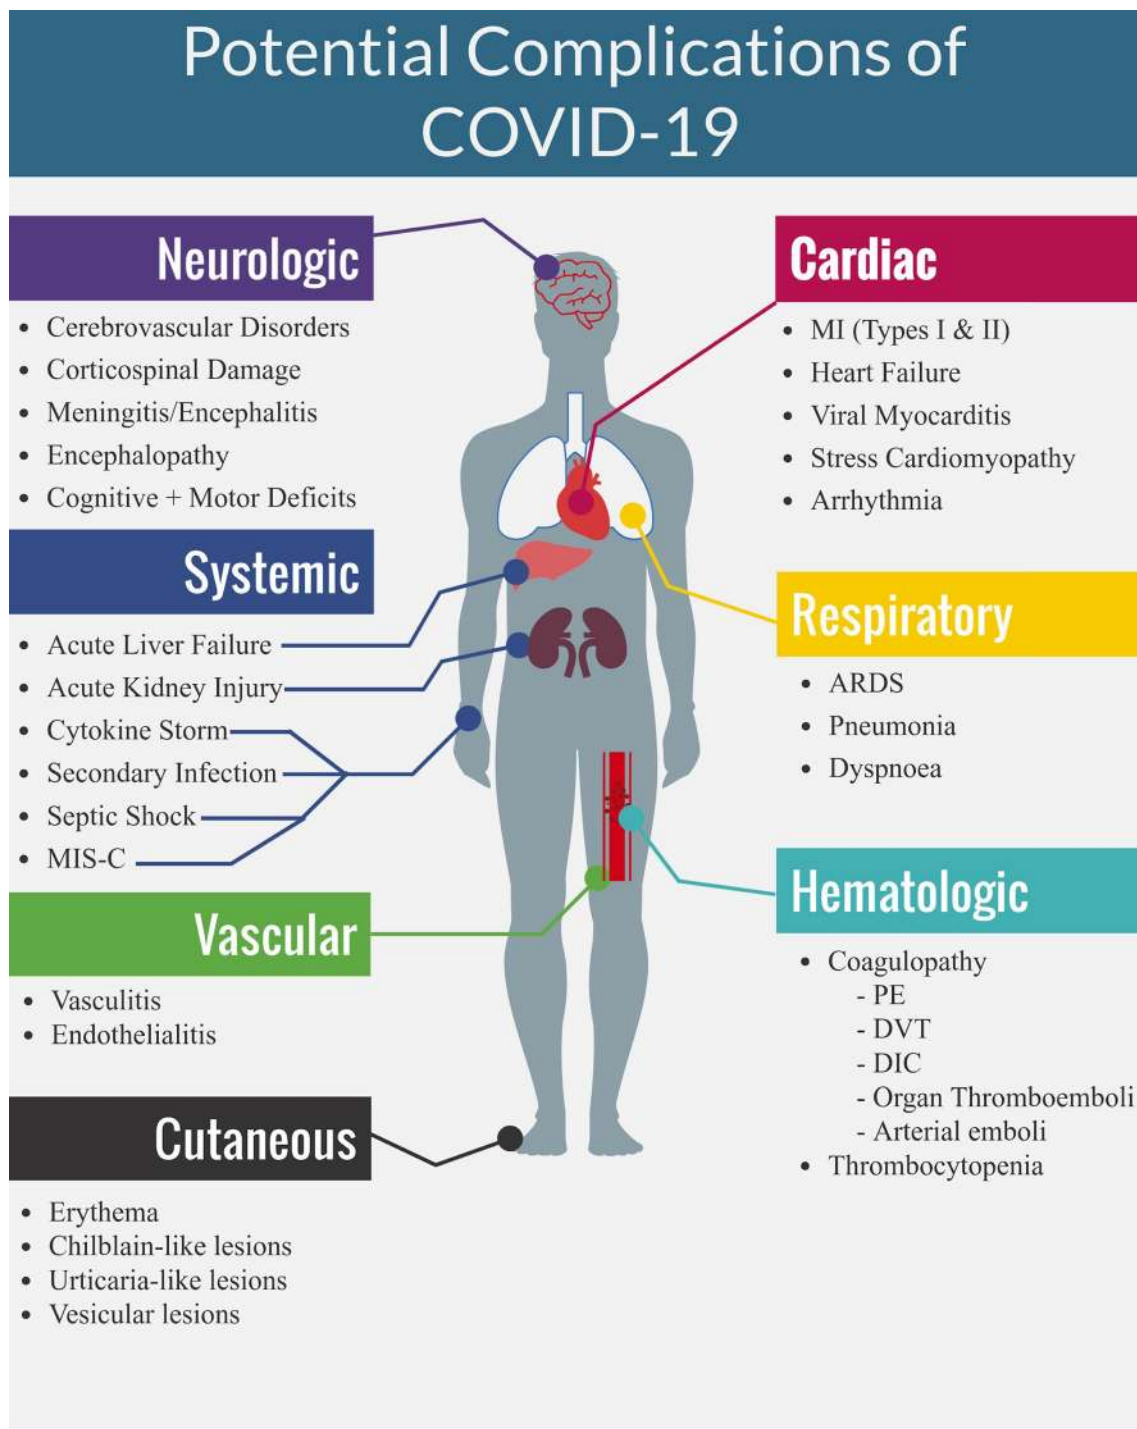 Potential Complications of
COVID-19
Neurologic
• Cerebrovascular Disorders
• Corticospinal Damage
• Meningitis/Encephalitis
• Encephalopathy
• Cognitive + Motor Deficits
Systemic
• Acute Liver Failure
• Acute Kidney Injury
• Cytokine Storm
• Secondary Infection
• Septic Shock
• MIS-C
Vascular
• Vasculitis
• Endothelialitis
Cutaneous
• Erythema
• Chilblain-like lesions
• Urticaria-like lesions
• Vesicular lesions
Cardiac
• MI (Types I & II)
• Heart Failure
• Viral Myocarditis
• Stress Cardiomyopathy
• Arrhythmia
Respiratory
• ARDS
• Pneumonia
• Dyspnoea
Hematologic
• Coagulopathy
- PE
- DVT
- DIC
- Organ Thromboemboli
- Arterial emboli
• Thrombocytopenia